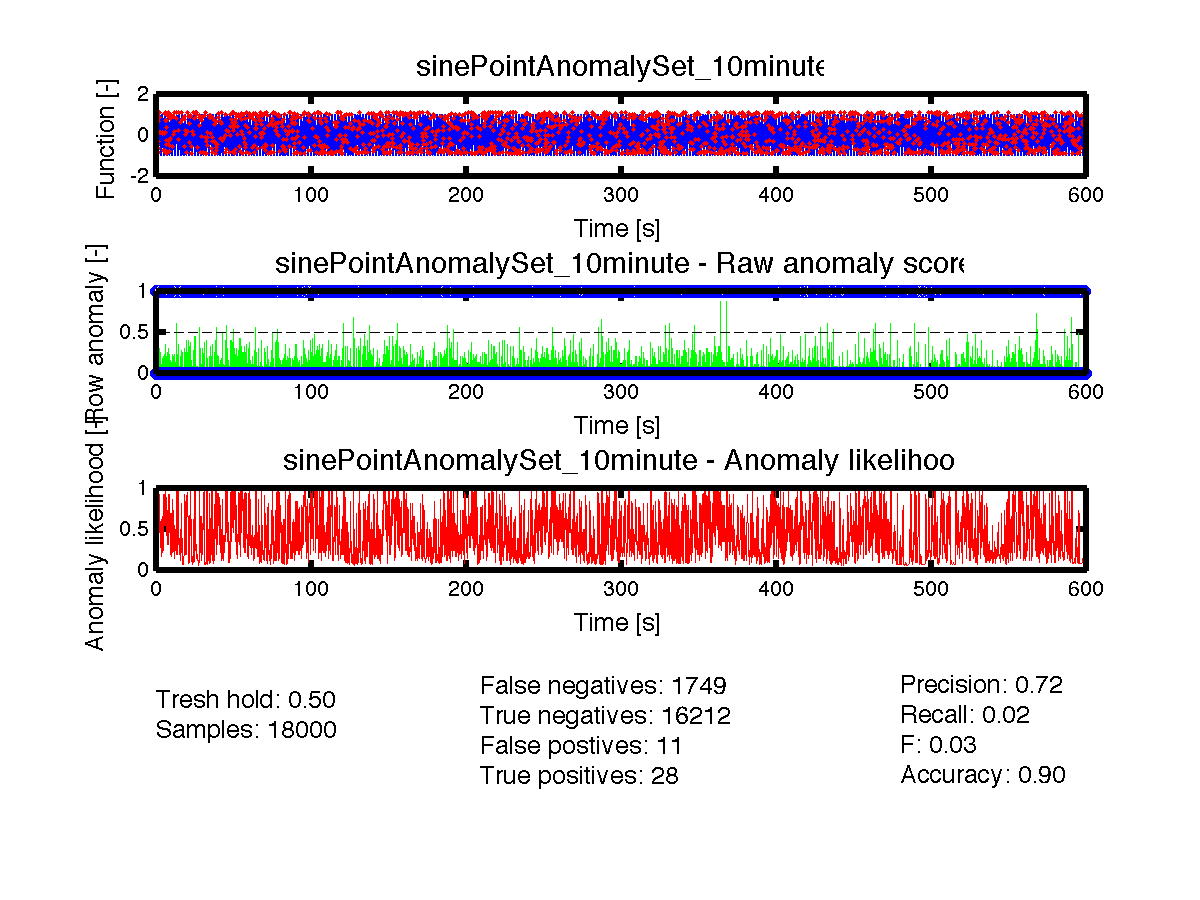 sinePointAnomalySet_10minute
Function [-]
2
0
-2
0 100 200 300 400 500 600
Time [s]
sinePointAnomalySet_10minute - Raw anomaly score
Row anomaly [-]
1
0.5
0
0 100 200 300 400 500 600
Time [s]
sinePointAnomalySet_10minute - Anomaly likelihoo
Anomaly likelihood [-]
1
0.5
0
0 100 200 300 400 500 600
Time [s]
Tresh hold: 0.50
Samples: 18000
False negatives: 1749
True negatives: 16212
False postives: 11
True positives: 28
Precision: 0.72
Recall: 0.02
F: 0.03
Accuracy: 0.90